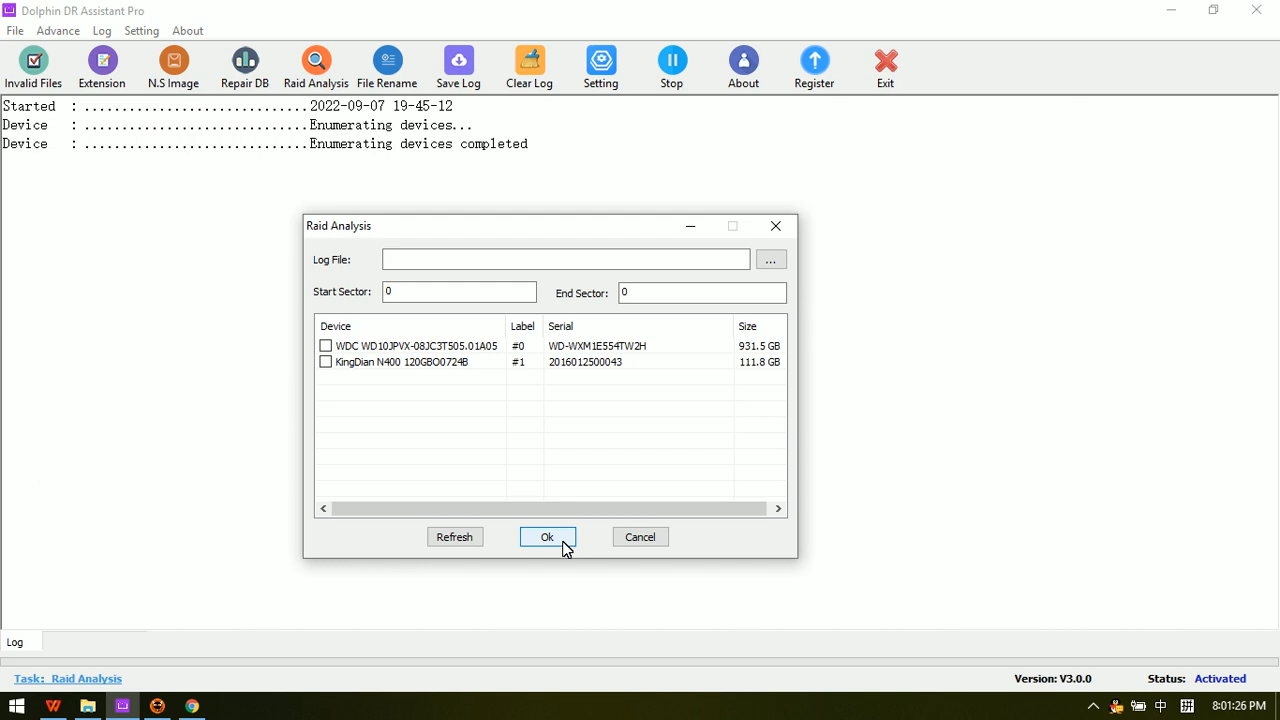 Dolphin DR Assistant Pro
File Advance Log Setting About
Invalid Files Extension N.S Image Repair DB Raid Analysis File Rename Save Log Clear Log Setting Stop About Register Exit
Started : ..............................2022-09-07 19-45-12
Device : ..............................Enumerating devices...
Device : ..............................Enumerating devices completed
Raid Analysis
Log File: ...
Start Sector: 0 End Sector: 0
Device Label Serial Size
WDC WD10JPVX-08JC3T505.01A05 #0 WD-WXM1E554TW2H 931.5 GB
KingDian N400 120GBO0724B #1 2016012500043 111.8 GB
Refresh Ok Cancel
Log
Task: Raid Analysis Version: V3.0.0 Status: Activated
中 拼 8:01:26 PM